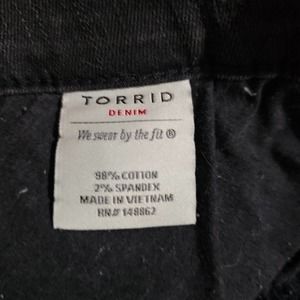 TORRID
DENIM
We swear by the fit ®
98% COTTON
2% SPANDEX
MADE IN VIETNAM
RN# 148862